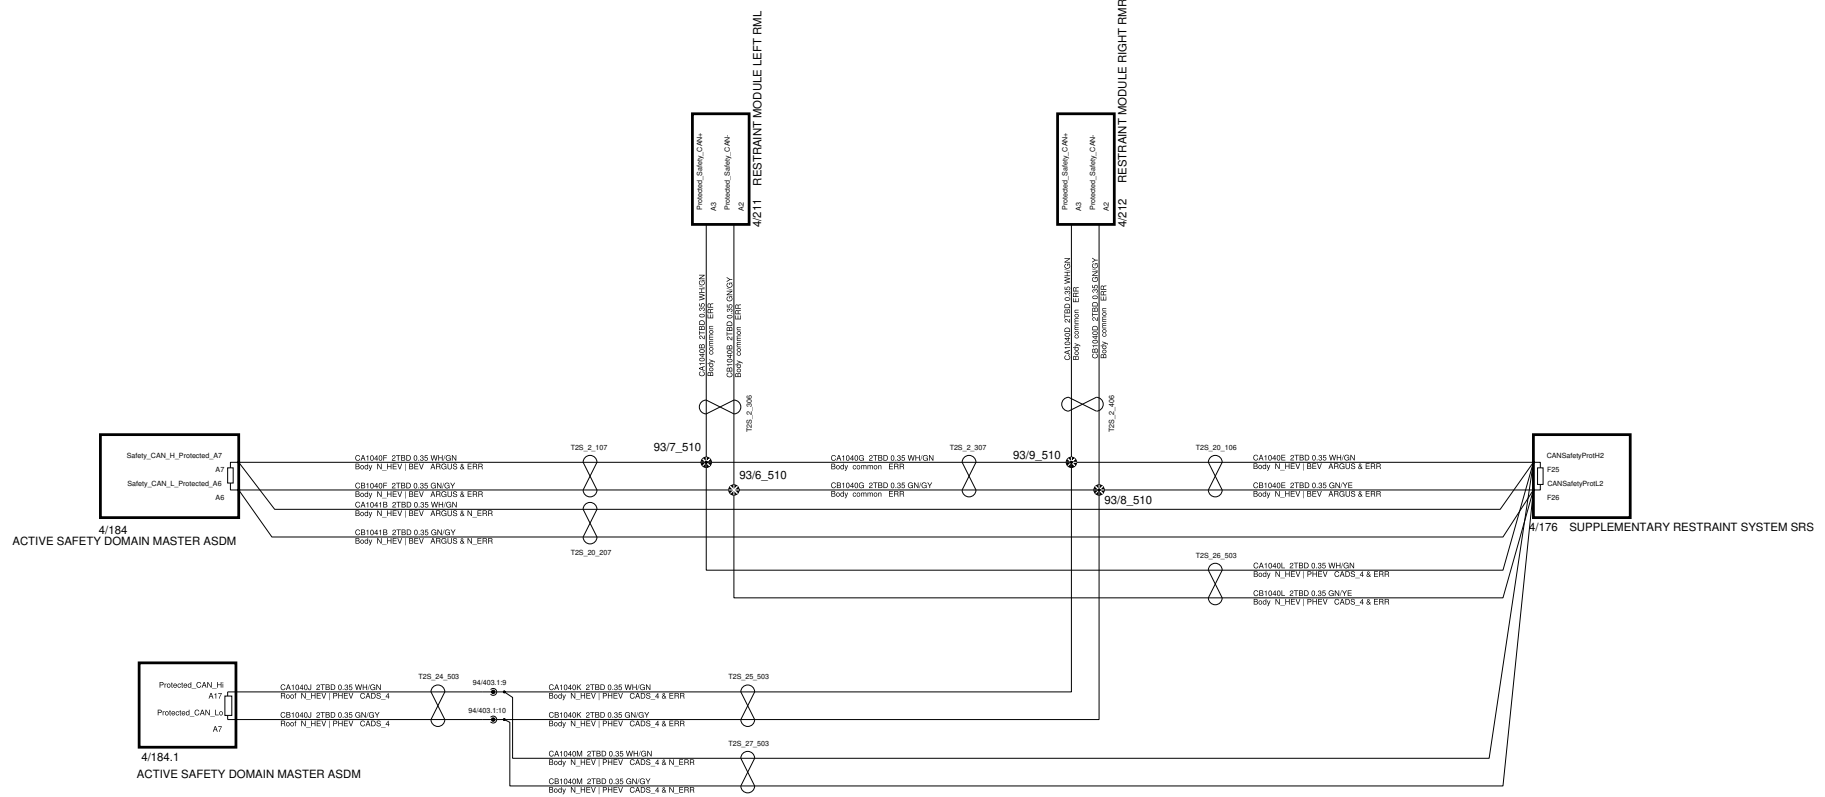 RESTRAINT MODULE LEFT RML
4/211
Protected_Safety_CAN+
A3
Protected_Safety_CAN-
A2
RESTRAINT MODULE RIGHT RMR
4/212
Protected_Safety_CAN+
A3
Protected_Safety_CAN-
A2
CA1040B 2TBD 0.35 WH/GN
Body common ERR
CB1040B 2TBD 0.35 GN/GY
Body common ERR
T2S_2_306
CA1040D 2TBD 0.35 WH/GN
Body common ERR
CB1040D 2TBD 0.35 GN/GY
Body common ERR
T2S_2_406
Safety_CAN_H_Protected_A7
A7
Safety_CAN_L_Protected_A6
A6
4/184
ACTIVE SAFETY DOMAIN MASTER ASDM
CA1040F 2TBD 0.35 WH/GN
Body N_HEV | BEV ARGUS & ERR
CB1040F 2TBD 0.35 GN/GY
Body N_HEV | BEV ARGUS & ERR
CA1041B 2TBD 0.35 WH/GN
Body N_HEV | BEV ARGUS & N_ERR
CB1041B 2TBD 0.35 GN/GY
Body N_HEV | BEV ARGUS & N_ERR
T2S_2_107
T2S_20_207
93/7_510
93/6_510
CA1040G 2TBD 0.35 WH/GN
Body common ERR
CB1040G 2TBD 0.35 GN/GY
Body common ERR
T2S_2_307
93/9_510
93/8_510
T2S_20_106
CA1040E 2TBD 0.35 WH/GN
Body N_HEV | BEV ARGUS & ERR
CB1040E 2TBD 0.35 GN/YE
Body N_HEV | BEV ARGUS & ERR
CANSafetyProtH2
F25
CANSafetyProtL2
F26
4/176 SUPPLEMENTARY RESTRAINT SYSTEM SRS
T2S_26_503
CA1040L 2TBD 0.35 WH/GN
Body N_HEV | PHEV CADS_4 & ERR
CB1040L 2TBD 0.35 GN/YE
Body N_HEV | PHEV CADS_4 & ERR
Protected_CAN_Hi
A17
Protected_CAN_Lo
A7
4/184.1
ACTIVE SAFETY DOMAIN MASTER ASDM
CA1040J 2TBD 0.35 WH/GN
Roof N_HEV | PHEV CADS_4
CB1040J 2TBD 0.35 GN/GY
Roof N_HEV | PHEV CADS_4
T2S_24_503
94/403.1:9
94/403.1:10
CA1040K 2TBD 0.35 WH/GN
Body N_HEV | PHEV CADS_4 & ERR
CB1040K 2TBD 0.35 GN/GY
Body N_HEV | PHEV CADS_4 & ERR
T2S_25_503
T2S_27_503
CA1040M 2TBD 0.35 WH/GN
Body N_HEV | PHEV CADS_4 & N_ERR
CB1040M 2TBD 0.35 GN/GY
Body N_HEV | PHEV CADS_4 & N_ERR